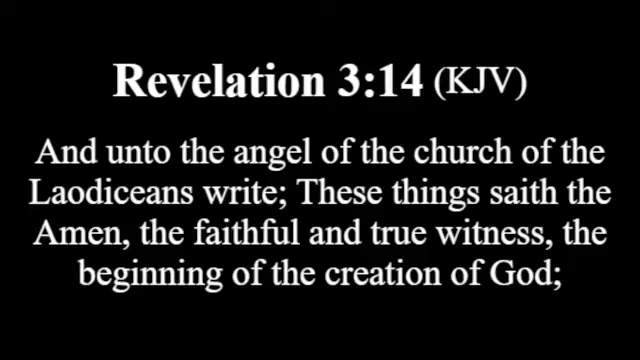 Revelation 3:14 (KJV)
And unto the angel of the church of the
Laodiceans write; These things saith the
Amen, the faithful and true witness, the
beginning of the creation of God;